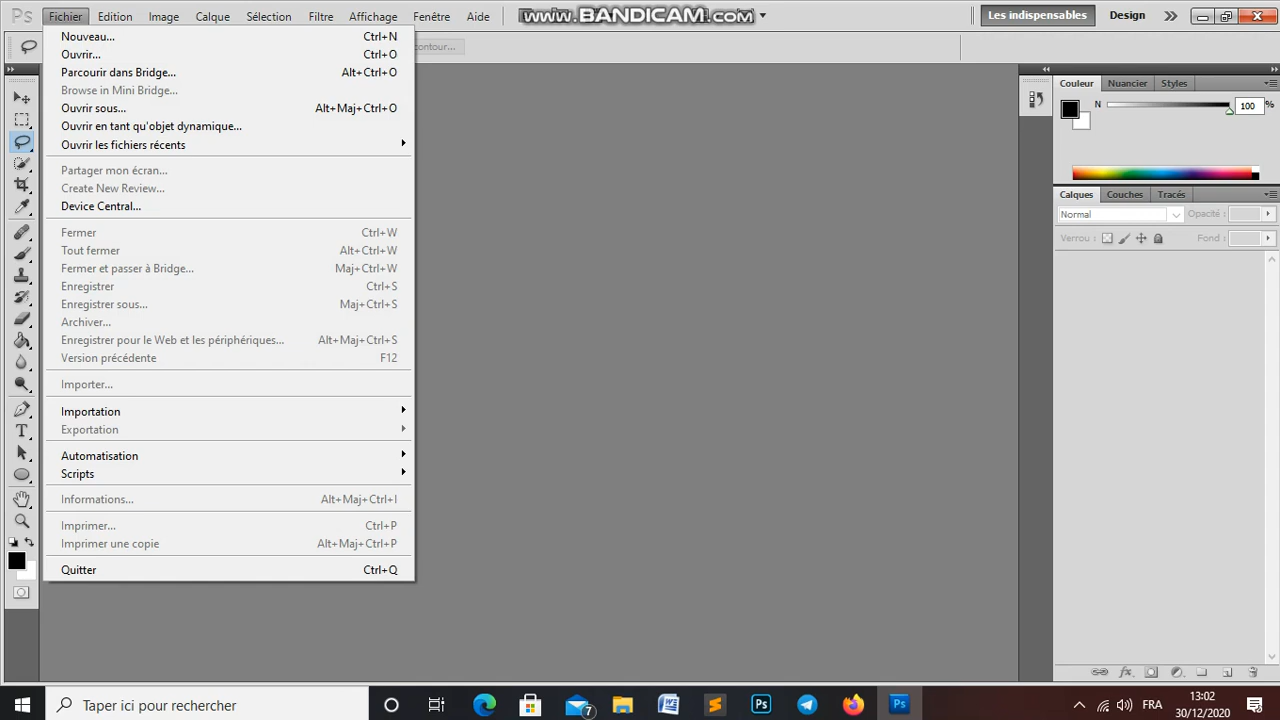 Ps Fichier Edition Image Calque Sélection Filtre Affichage Fenêtre Aide WWW.BANDICAM.COM Les indispensables Design
contour...
Nouveau... Ctrl+N
Ouvrir... Ctrl+O
Parcourir dans Bridge... Alt+Ctrl+O
Browse in Mini Bridge...
Ouvrir sous... Alt+Maj+Ctrl+O
Ouvrir en tant qu'objet dynamique...
Ouvrir les fichiers récents
Partager mon écran...
Create New Review...
Device Central...
Fermer Ctrl+W
Tout fermer Alt+Ctrl+W
Fermer et passer à Bridge... Maj+Ctrl+W
Enregistrer Ctrl+S
Enregistrer sous... Maj+Ctrl+S
Archiver...
Enregistrer pour le Web et les périphériques... Alt+Maj+Ctrl+S
Version précédente F12
Importer...
Importation
Exportation
Automatisation
Scripts
Informations... Alt+Maj+Ctrl+I
Imprimer... Ctrl+P
Imprimer une copie Alt+Maj+Ctrl+P
Quitter Ctrl+Q
Couleur Nuancier Styles
N 100 %
Calques Couches Tracés
Normal Opacité :
Verrou : Fond :
Taper ici pour rechercher 7 Ps Ps FRA 13:02
30/12/2020